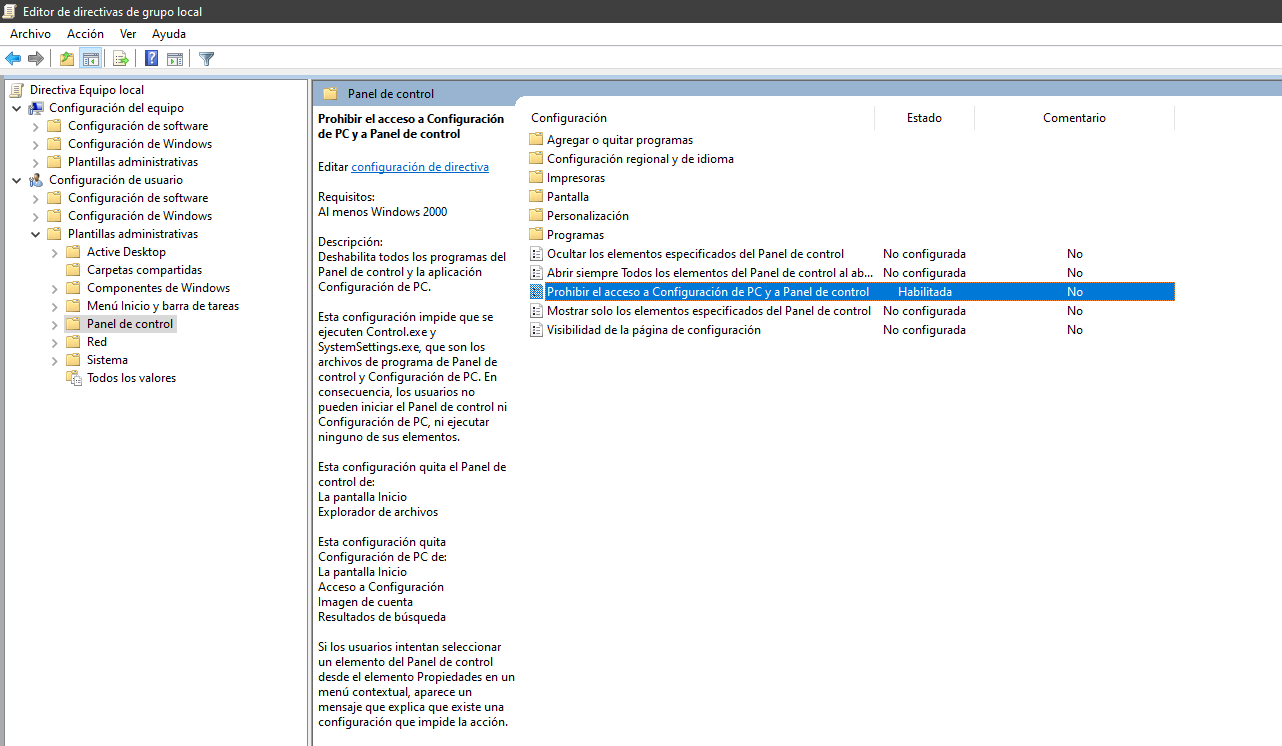 Editor de directivas de grupo local
Archivo Acción Ver Ayuda
Directiva Equipo local
Configuración del equipo
Configuración de software
Configuración de Windows
Plantillas administrativas
Configuración de usuario
Configuración de software
Configuración de Windows
Plantillas administrativas
Active Desktop
Carpetas compartidas
Componentes de Windows
Menú Inicio y barra de tareas
Panel de control
Red
Sistema
Todos los valores
Panel de control
Prohibir el acceso a Configuración
de PC y a Panel de control
Editar configuración de directiva
Requisitos:
Al menos Windows 2000
Descripción:
Deshabilita todos los programas del
Panel de control y la aplicación
Configuración de PC.
Esta configuración impide que se
ejecuten Control.exe y
SystemSettings.exe, que son los
archivos de programa de Panel de
control y Configuración de PC. En
consecuencia, los usuarios no
pueden iniciar el Panel de control ni
Configuración de PC, ni ejecutar
ninguno de sus elementos.
Esta configuración quita el Panel de
control de:
La pantalla Inicio
Explorador de archivos
Esta configuración quita
Configuración de PC de:
La pantalla Inicio
Acceso a Configuración
Imagen de cuenta
Resultados de búsqueda
Si los usuarios intentan seleccionar
un elemento del Panel de control
desde el elemento Propiedades en un
menú contextual, aparece un
mensaje que explica que existe una
configuración que impide la acción.
Configuración Estado Comentario
Agregar o quitar programas
Configuración regional y de idioma
Impresoras
Pantalla
Personalización
Programas
Ocultar los elementos especificados del Panel de control No configurada No
Abrir siempre Todos los elementos del Panel de control al ab... No configurada No
Prohibir el acceso a Configuración de PC y a Panel de control Habilitada No
Mostrar solo los elementos especificados del Panel de control No configurada No
Visibilidad de la página de configuración No configurada No